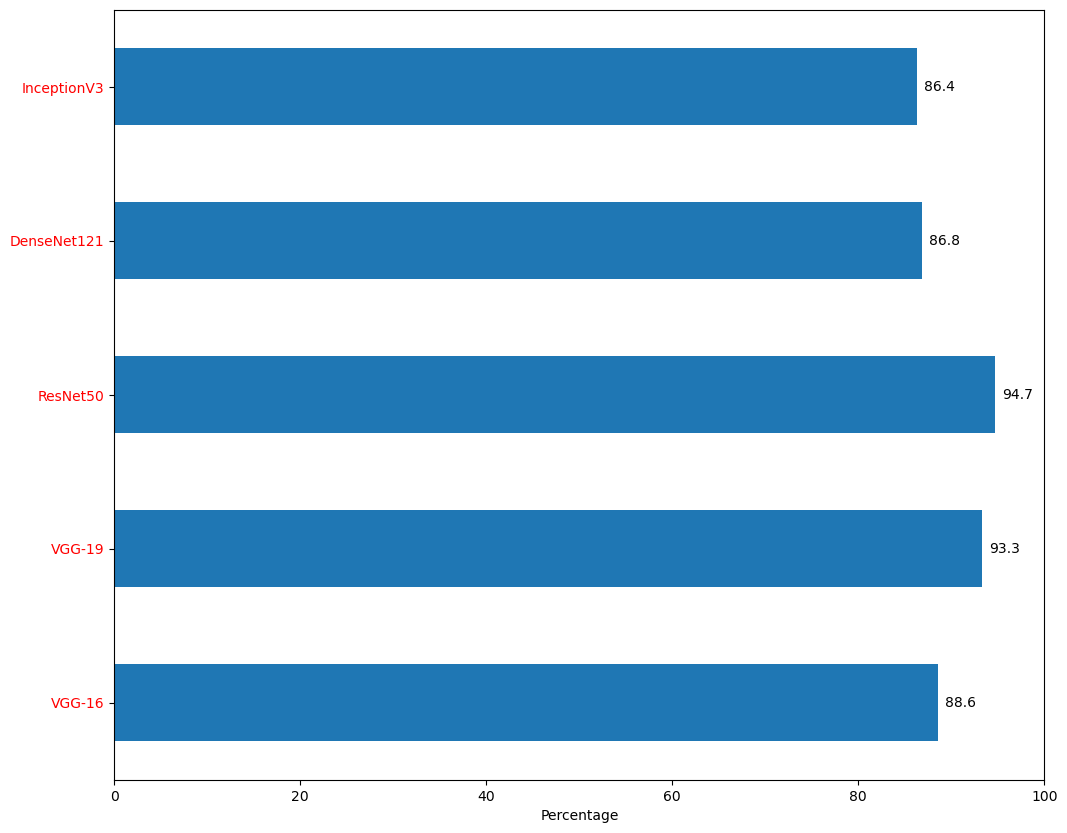 InceptionV3 86.4
DenseNet121 86.8
ResNet50 94.7
VGG-19 93.3
VGG-16 88.6
0 20 40 60 80 100
Percentage